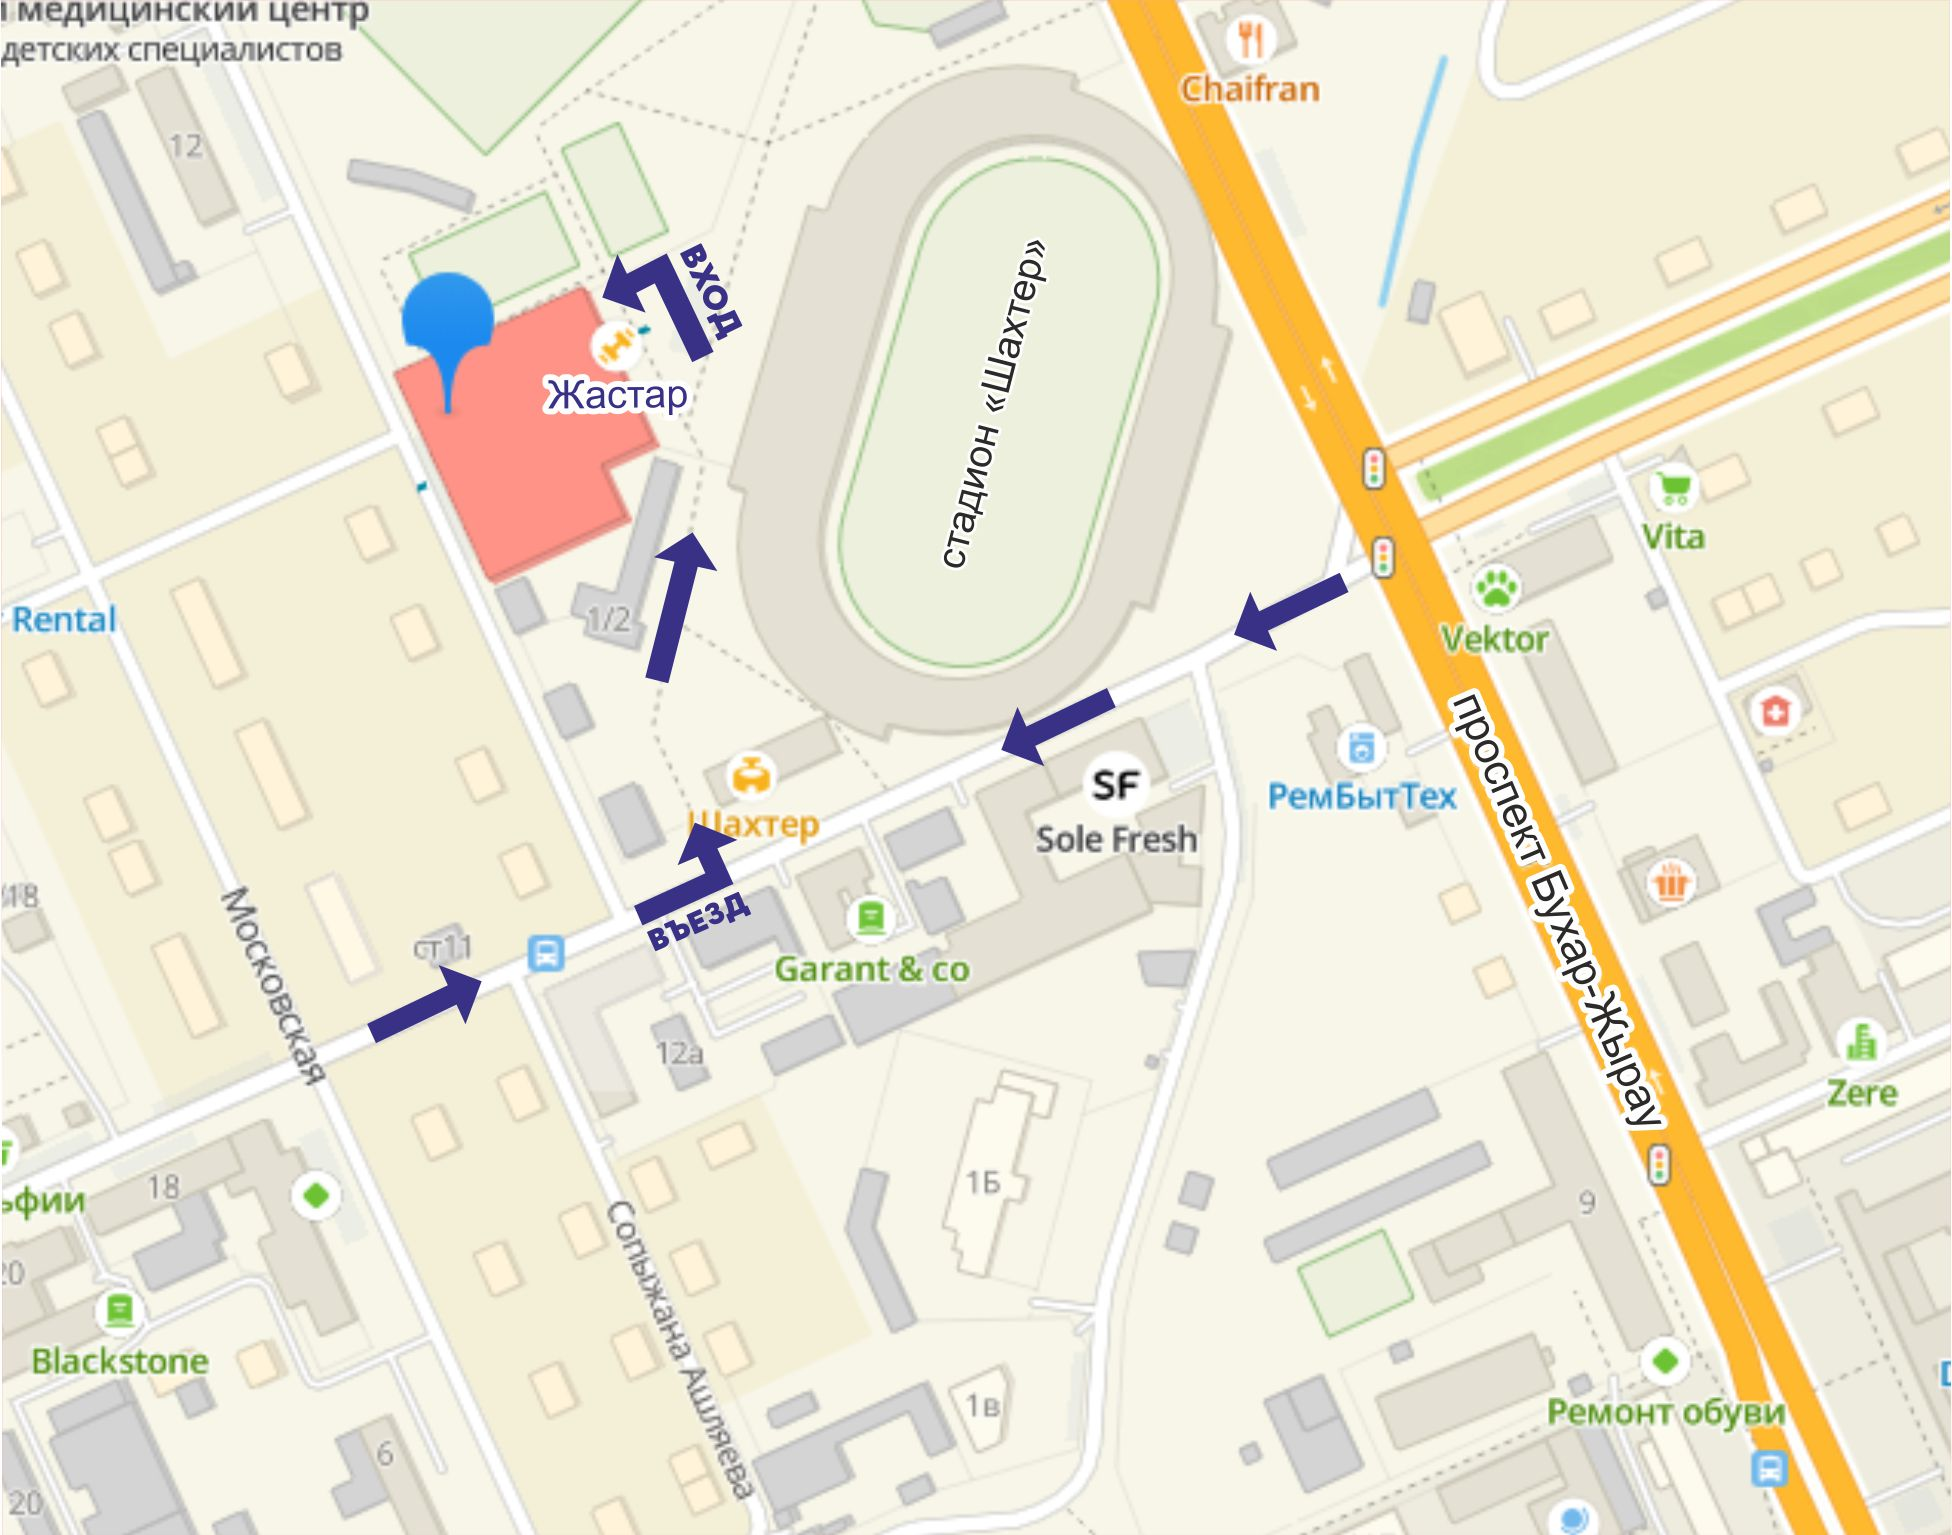 медицинский центр
детских специалистов
Chaifran
12
ВХОД
Жастар
стадион «Шахтер»
Vita
Vektor
Rental
1/2
РемБытТех
SF
Sole Fresh
Шахтер
ВЪЕЗД
проспект Бухар-Жырау
Московская
ст11
Garant & co
12а
Zere
18
1Б
9
Сопыжана Ашляева
20
Blackstone
1в
6
20
Ремонт обуви